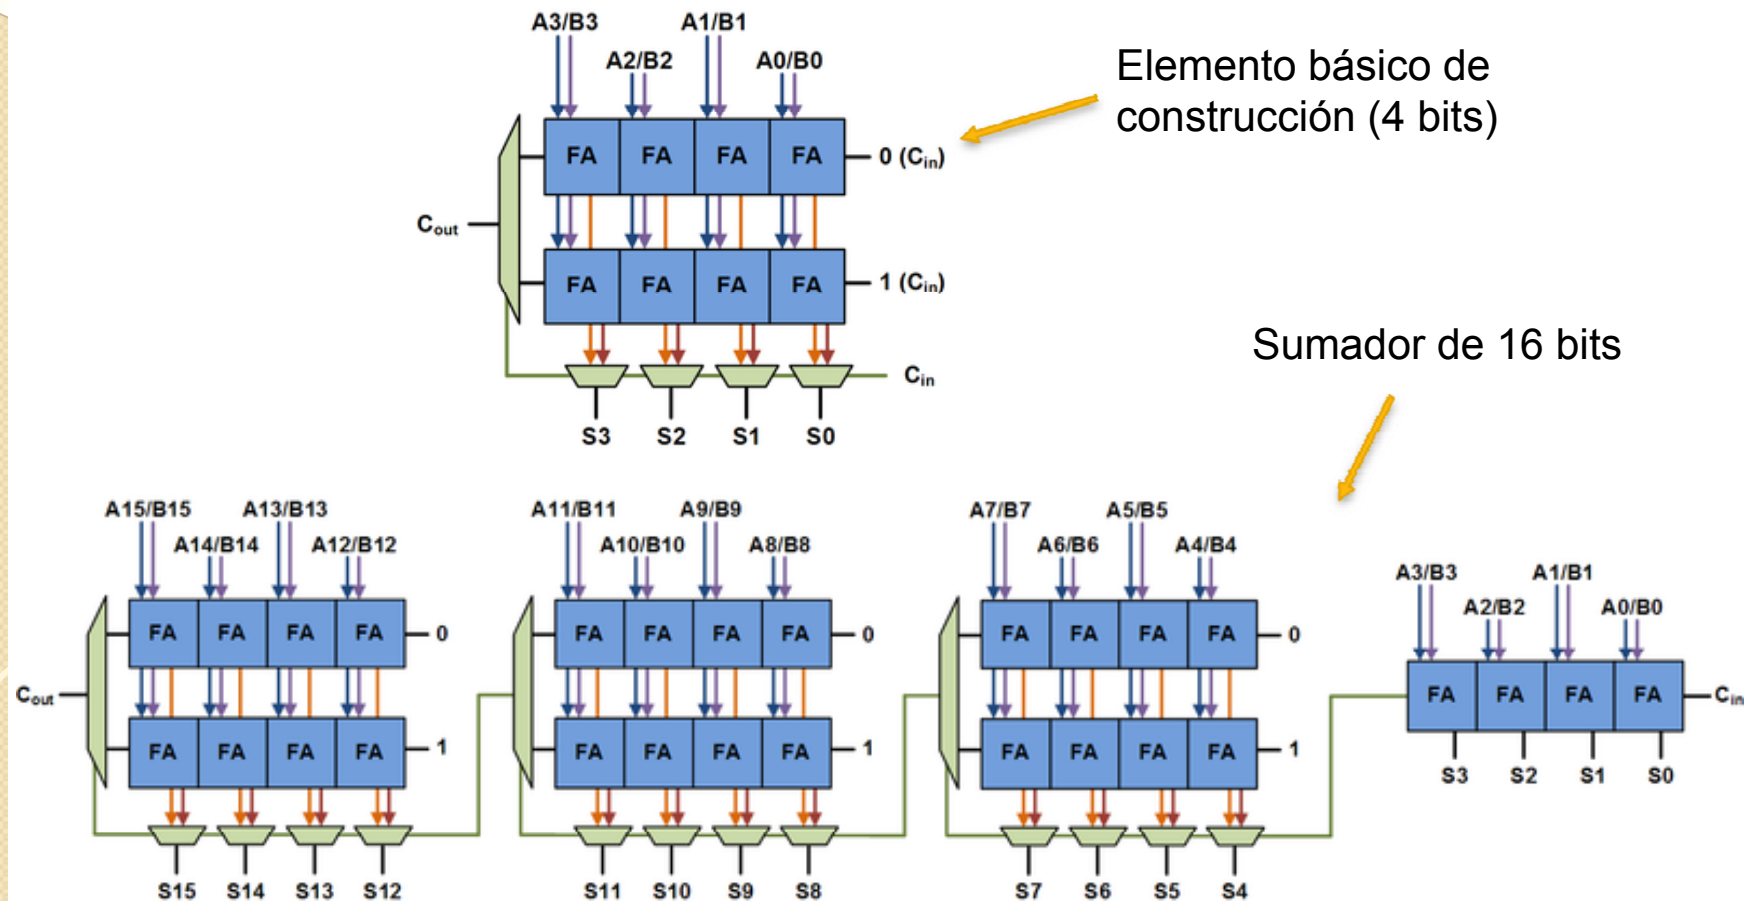 A3/B3 A1/B1
A2/B2 A0/B0
Elemento básico de
construcción (4 bits)
FA FA FA FA 0 (Cin)
Cout
FA FA FA FA 1 (Cin)
Cin
S3 S2 S1 S0
Sumador de 16 bits
A15/B15 A13/B13
A14/B14 A12/B12
FA FA FA FA 0
Cout
FA FA FA FA 1
S15 S14 S13 S12
A11/B11 A9/B9
A10/B10 A8/B8
FA FA FA FA 0
FA FA FA FA 1
S11 S10 S9 S8
A7/B7 A5/B5
A6/B6 A4/B4
FA FA FA FA 0
FA FA FA FA 1
S7 S6 S5 S4
A3/B3 A1/B1
A2/B2 A0/B0
FA FA FA FA Cin
S3 S2 S1 S0